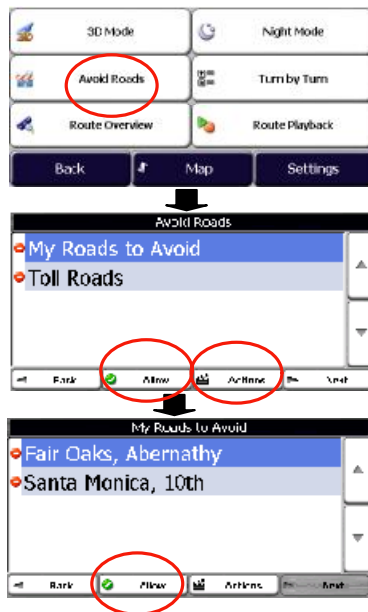 3D Mode
Night Mode
Avoid Roads
Turn by Turn
Route Overview
Route Playback
Back
Map
Settings
Avoid Roads
My Roads to Avoid
Toll Roads
Back
Allow
Actions
Next
My Roads to Avoid
Fair Oaks, Abernathy
Santa Monica, 10th
Back
Allow
Actions
Next